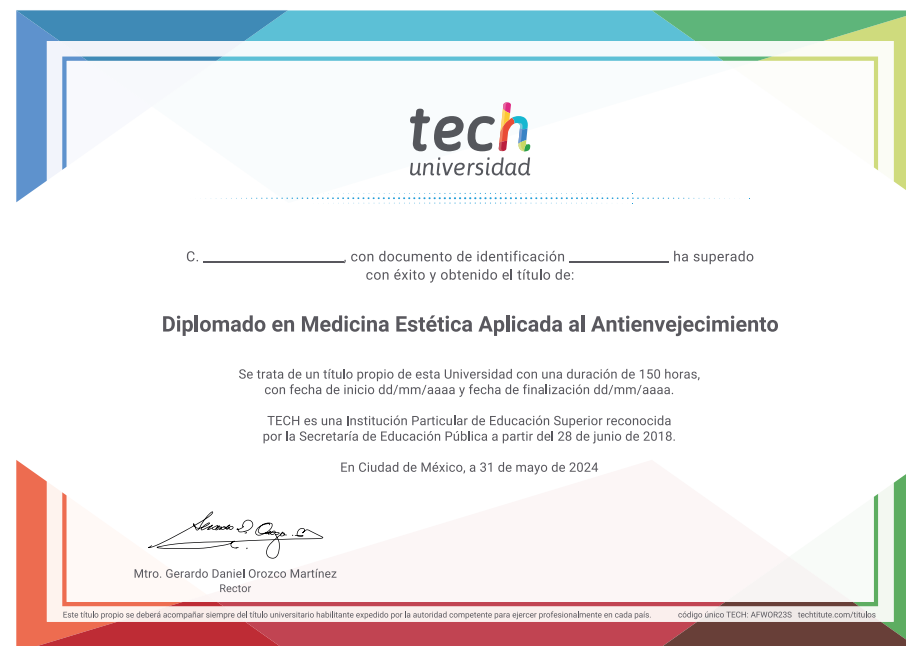 tech
universidad
C. ____________________, con documento de identificación ______________ ha superado
con éxito y obtenido el título de:
Diplomado en Medicina Estética Aplicada al Antienvejecimiento
Se trata de un título propio de esta Universidad con una duración de 150 horas,
con fecha de inicio dd/mm/aaaa y fecha de finalización dd/mm/aaaa.
TECH es una Institución Particular de Educación Superior reconocida
por la Secretaría de Educación Pública a partir del 28 de junio de 2018.
En Ciudad de México, a 31 de mayo de 2024
Mtro. Gerardo Daniel Orozco Martínez
Rector
Este título propio se deberá acompañar siempre del título universitario habilitante expedido por la autoridad competente para ejercer profesionalmente en cada país. código único TECH: AFWOR23S techtitute.com/titulos